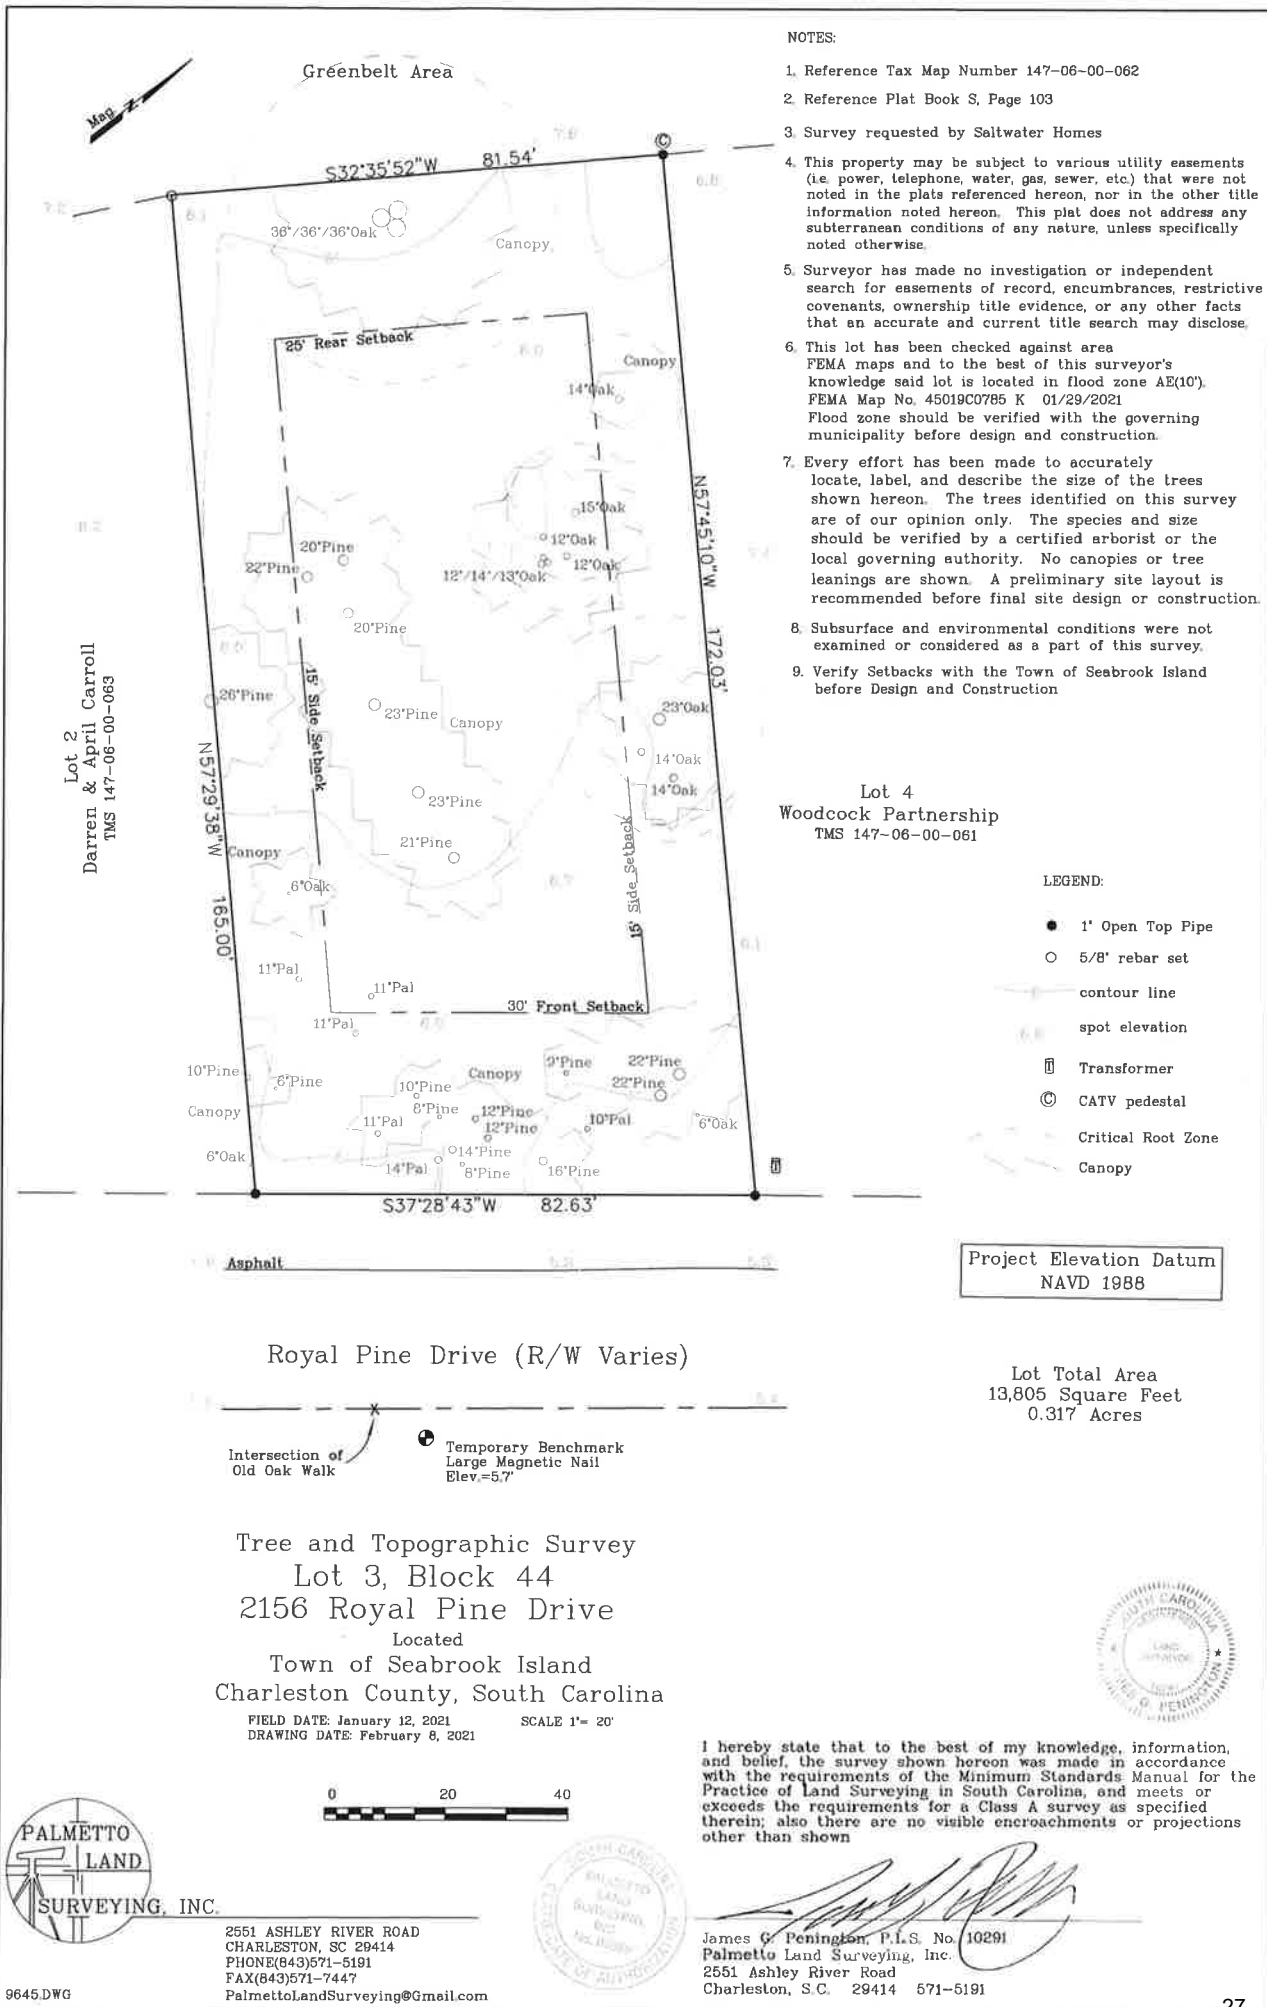 NOTES:
1. Reference Tax Map Number 147-06-00-062
2. Reference Plat Book S, Page 103
3. Survey requested by Saltwater Homes
4. This property may be subject to various utility easements
(i.e. power, telephone, water, gas, sewer, etc.) that were not
noted in the plats referenced hereon, nor in the other title
information noted hereon. This plat does not address any
subterranean conditions of any nature, unless specifically
noted otherwise.
5. Surveyor has made no investigation or independent
search for easements of record, encumbrances, restrictive
covenants, ownership title evidence, or any other facts
that an accurate and current title search may disclose.
6. This lot has been checked against area
FEMA maps and to the best of this surveyor's
knowledge said lot is located in flood zone AE(10').
FEMA Map No. 45019C0785 K 01/29/2021
Flood zone should be verified with the governing
municipality before design and construction.
7. Every effort has been made to accurately
locate, label, and describe the size of the trees
shown hereon. The trees identified on this survey
are of our opinion only. The species and size
should be verified by a certified arborist or the
local governing authority. No canopies or tree
leanings are shown. A preliminary site layout is
recommended before final site design or construction.
8. Subsurface and environmental conditions were not
examined or considered as a part of this survey.
9. Verify Setbacks with the Town of Seabrook Island
before Design and Construction
Mag. Z
Greenbelt Area
7.6
C
S32°35'52"W 81.54'
6.8
7.2
6.1
36"/36"/36"Oak
Canopy
25' Rear Setback
6.0
Canopy
14"Oak
15"Oak
12"Oak
12"Oak
12"/14"/13"Oak
N57°45'10"W 172.03'
20"Pine
22"Pine
20"Pine
8.2
26"Pine
23"Pine
Canopy
15' Side Setback
23"Oak
14"Oak
14"Oak
23"Pine
21"Pine
Lot 2
Darren & April Carroll
TMS 147-06-00-063
N57°29'38"W 165.00'
Canopy
6"Oak
6.7
15' Side Setback
6.1
Lot 4
Woodcock Partnership
TMS 147-06-00-061
11"Pal
11"Pal
30' Front Setback
11"Pal
10"Pine
6"Pine
Canopy
9"Pine
22"Pine
22"Pine
10"Pine
8"Pine
12"Pine
12"Pine
Canopy
11"Pal
10"Pal
6"Oak
6"Oak
14"Pine
14"Pal
8"Pine
16"Pine
T
S37°28'43"W 82.63'
LEGEND:
1" Open Top Pipe
5/8" rebar set
contour line
6.8 spot elevation
T Transformer
C CATV pedestal
Critical Root Zone
Canopy
Asphalt
Project Elevation Datum
NAVD 1988
Royal Pine Drive (R/W Varies)
Lot Total Area
13,805 Square Feet
0.317 Acres
X
Intersection of
Old Oak Walk
Temporary Benchmark
Large Magnetic Nail
Elev.=5.7'
Tree and Topographic Survey
Lot 3, Block 44
2156 Royal Pine Drive
Located
Town of Seabrook Island
Charleston County, South Carolina
FIELD DATE: January 12, 2021 SCALE 1"= 20'
DRAWING DATE: February 8, 2021
0 20 40
I hereby state that to the best of my knowledge, information,
and belief, the survey shown hereon was made in accordance
with the requirements of the Minimum Standards Manual for the
Practice of Land Surveying in South Carolina, and meets or
exceeds the requirements for a Class A survey as specified
therein; also there are no visible encroachments or projections
other than shown
PALMETTO
LAND
SURVEYING, INC.
2551 ASHLEY RIVER ROAD
CHARLESTON, SC 29414
PHONE(843)571-5191
FAX(843)571-7447
PalmettoLandSurveying@Gmail.com
James G. Penington, P.L.S. No. 10291
Palmetto Land Surveying, Inc.
2551 Ashley River Road
Charleston, S.C. 29414 571-5191
9645.DWG
27